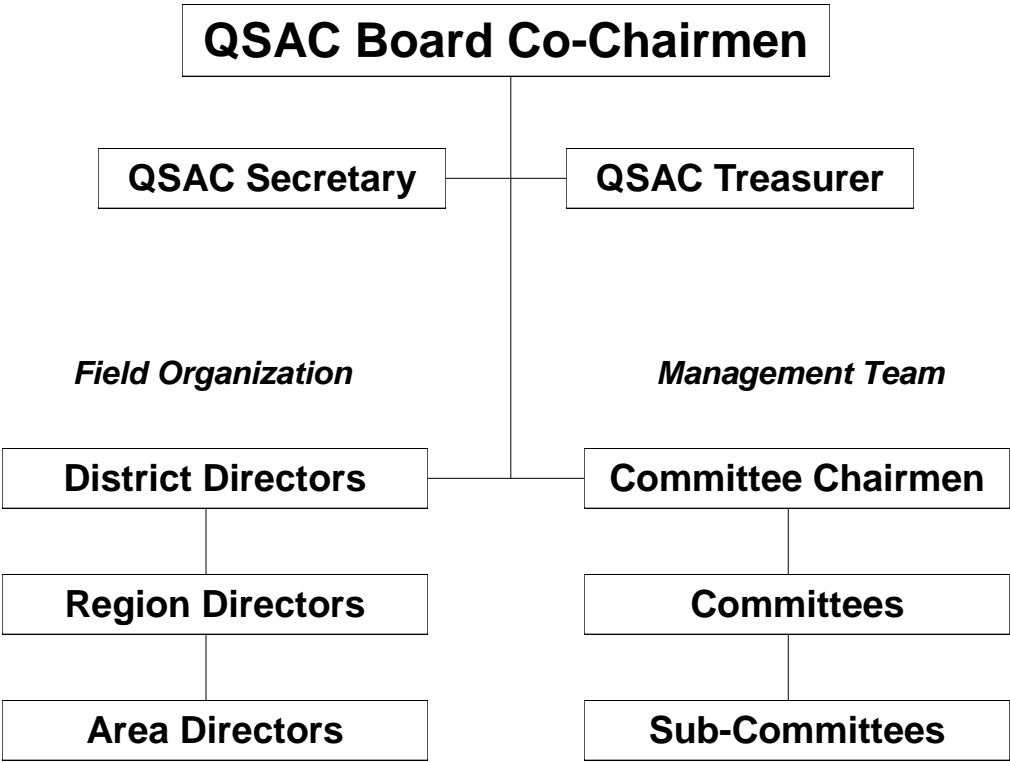 QSAC Board Co-Chairmen
QSAC Secretary
QSAC Treasurer
Field Organization
Management Team
District Directors
Committee Chairmen
Region Directors
Committees
Area Directors
Sub-Committees